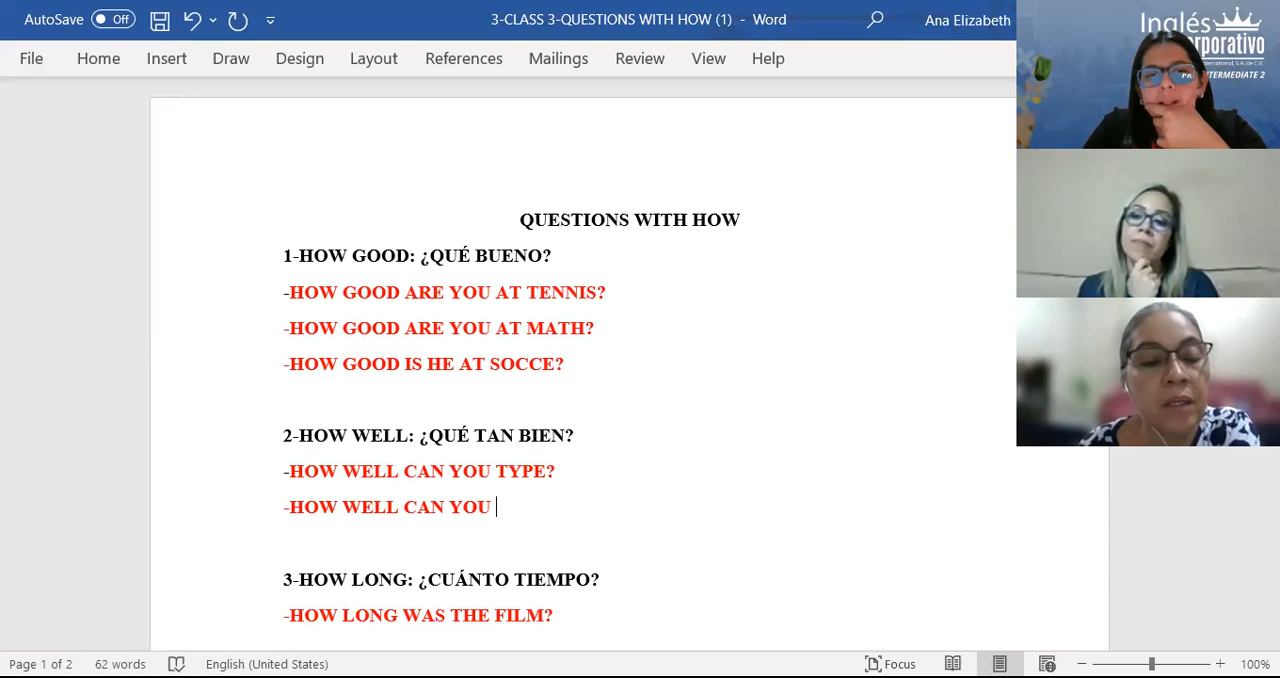 AutoSave Off 3-CLASS 3-QUESTIONS WITH HOW (1) - Word Ana Elizabeth
File Home Insert Draw Design Layout References Mailings Review View Help
Inglés
orporativo
International, S.A. de C.V.
INTERMEDIATE 2
QUESTIONS WITH HOW
1-HOW GOOD: ¿QUÉ BUENO?
-HOW GOOD ARE YOU AT TENNIS?
-HOW GOOD ARE YOU AT MATH?
-HOW GOOD IS HE AT SOCCE?
2-HOW WELL: ¿QUÉ TAN BIEN?
-HOW WELL CAN YOU TYPE?
-HOW WELL CAN YOU
3-HOW LONG: ¿CUÁNTO TIEMPO?
-HOW LONG WAS THE FILM?
Page 1 of 2 62 words English (United States) Focus 100%